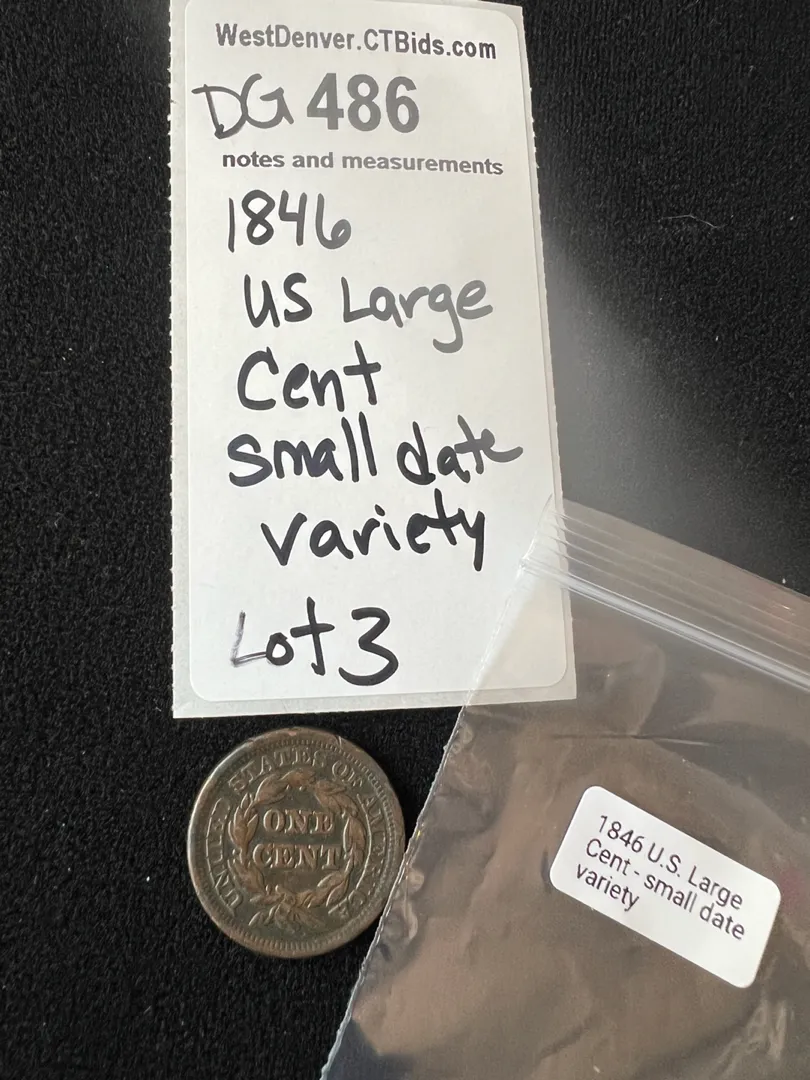 WestDenver.CTBids.com
DG 486
notes and measurements
1846
US Large
Cent
small date
variety
Lot 3
UNITED STATES OF AMERICA
ONE
CENT
1846 U.S. Large
Cent - small date
variety